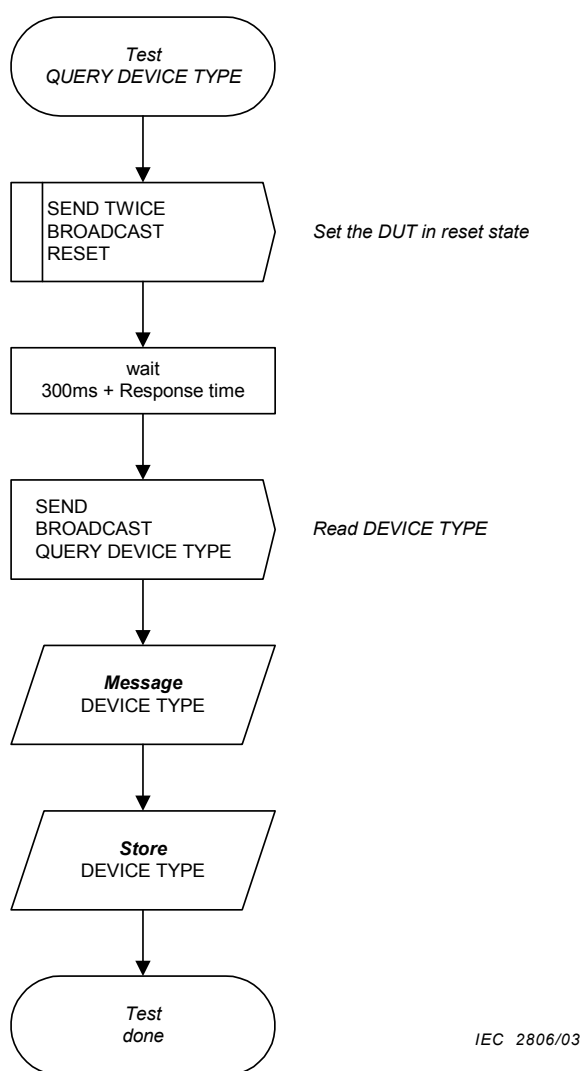 Test
QUERY DEVICE TYPE
SEND TWICE
BROADCAST
RESET
Set the DUT in reset state
wait
300ms + Response time
SEND
BROADCAST
QUERY DEVICE TYPE
Read DEVICE TYPE
Message
DEVICE TYPE
Store
DEVICE TYPE
Test
done
IEC 2806/03